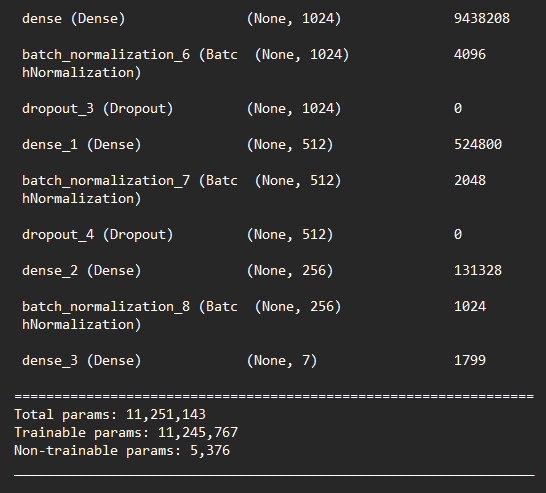 dense (Dense) (None, 1024) 9438208
batch_normalization_6 (Batc (None, 1024) 4096
hNormalization)
dropout_3 (Dropout) (None, 1024) 0
dense_1 (Dense) (None, 512) 524800
batch_normalization_7 (Batc (None, 512) 2048
hNormalization)
dropout_4 (Dropout) (None, 512) 0
dense_2 (Dense) (None, 256) 131328
batch_normalization_8 (Batc (None, 256) 1024
hNormalization)
dense_3 (Dense) (None, 7) 1799
=================================================================
Total params: 11,251,143
Trainable params: 11,245,767
Non-trainable params: 5,376
_________________________________________________________________